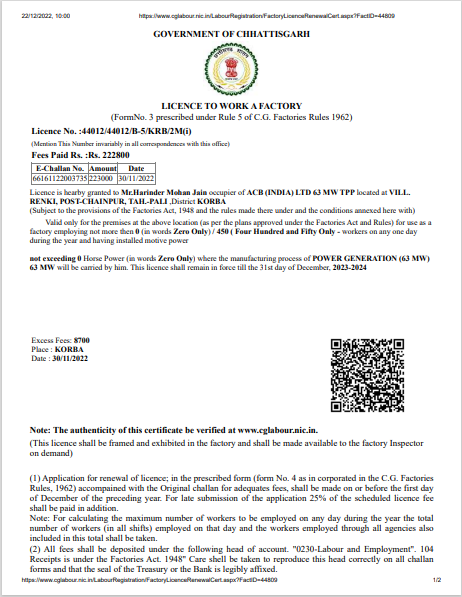 22/12/2022, 10:00 https://www.cglabour.nic.in/LabourRegistration/FactoryLicenceRenewalCert.aspx?FactID=44809
GOVERNMENT OF CHHATTISGARH
LICENCE TO WORK A FACTORY
(FormNo. 3 prescribed under Rule 5 of C.G. Factories Rules 1962)
Licence No. :44012/44012/B-5/KRB/2M(i)
(Mention This Number invariably in all correspondences with this office)
Fees Paid Rs. :Rs. 222800
E-Challan No. Amount Date
66161122003735 223000 30/11/2022
Licence is hearby granted to Mr.Harinder Mohan Jain occupier of ACB (INDIA) LTD 63 MW TPP located at VILL.
RENKI, POST-CHAINPUR, TAH.-PALI ,District KORBA
(Subject to the provisions of the Factories Act, 1948 and the rules made there under and the conditions annexed here with)
Valid only for the premises at the above location (as per the plans approved under the Factories Act and Rules) for use as a
factory employing not more then 0 (in words Zero Only) / 450 ( Four Hundred and Fifty Only - workers on any one
day during the year and having installed motive power
not exceeding 0 Horse Power (in words Zero Only) where the manufacturing process of POWER GENERATION (63 MW)
63 MW will be carried by him. This licence shall remain in force till the 31st day of December, 2023-2024
Excess Fees: 8700
Place : KORBA
Date : 30/11/2022
Note: The authenticity of this certificate be verified at www.cglabour.nic.in.
(This licence shall be framed and exhibited in the factory and shall be made available to the factory Inspector
on demand)
(1) Application for renewal of licence; in the prescribed form (form No. 4 as in corporated in the C.G. Factories
Rules, 1962) accompained with the Original challan for adequates fees, shall be made on or before the first day
of December of the preceding year. For late submission of the application 25% of the scheduled licence fee
shall be paid in addition.
Note: For calculating the maximum number of workers to be employed on any day during the year the total
number of workers (in all shifts) employed on that day and the workers employed through all agencies also
included in this total shall be taken.
(2) All fees shall be deposited under the following head of account. "0230-Labour and Employment". 104
Receipts is under the Factories Act. 1948" Care shell be taken to reproduce this head correctly on all challan
forms and that the seal of the Treasury or the Bank is legibly affixed.
https://www.cglabour.nic.in/LabourRegistration/FactoryLicenceRenewalCert.aspx?FactID=44809 1/2